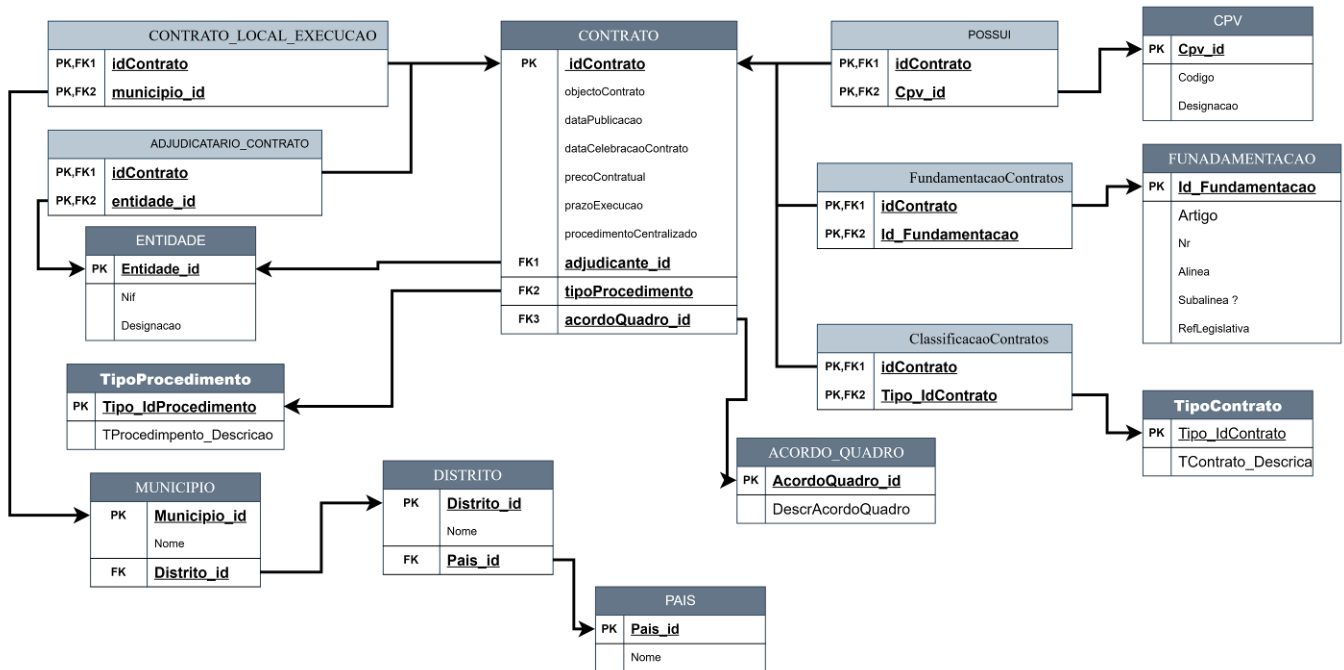 CONTRATO_LOCAL_EXECUCAO
PK,FK1 idContrato
PK,FK2 municipio_id
ADJUDICATARIO_CONTRATO
PK,FK1 idContrato
PK,FK2 entidade_id
ENTIDADE
PK Entidade_id
Nif
Designacao
TipoProcedimento
PK Tipo_IdProcedimento
TProcedimpento_Descricao
MUNICIPIO
PK Municipio_id
Nome
FK Distrito_id
DISTRITO
PK Distrito_id
Nome
FK Pais_id
PAIS
PK Pais_id
Nome
CONTRATO
PK idContrato
objectoContrato
dataPublicacao
dataCelebracaoContrato
precoContratual
prazoExecucao
procedimentoCentralizado
FK1 adjudicante_id
FK2 tipoProcedimento
FK3 acordoQuadro_id
ACORDO_QUADRO
PK AcordoQuadro_id
DescrAcordoQuadro
POSSUI
PK,FK1 idContrato
PK,FK2 Cpv_id
FundamentacaoContratos
PK,FK1 idContrato
PK,FK2 Id_Fundamentacao
ClassificacaoContratos
PK,FK1 idContrato
PK,FK2 Tipo_IdContrato
CPV
PK Cpv_id
Codigo
Designacao
FUNADAMENTACAO
PK Id_Fundamentacao
Artigo
Nr
Alinea
Subalinea ?
RefLegislativa
TipoContrato
PK Tipo_IdContrato
TContrato_Descrica